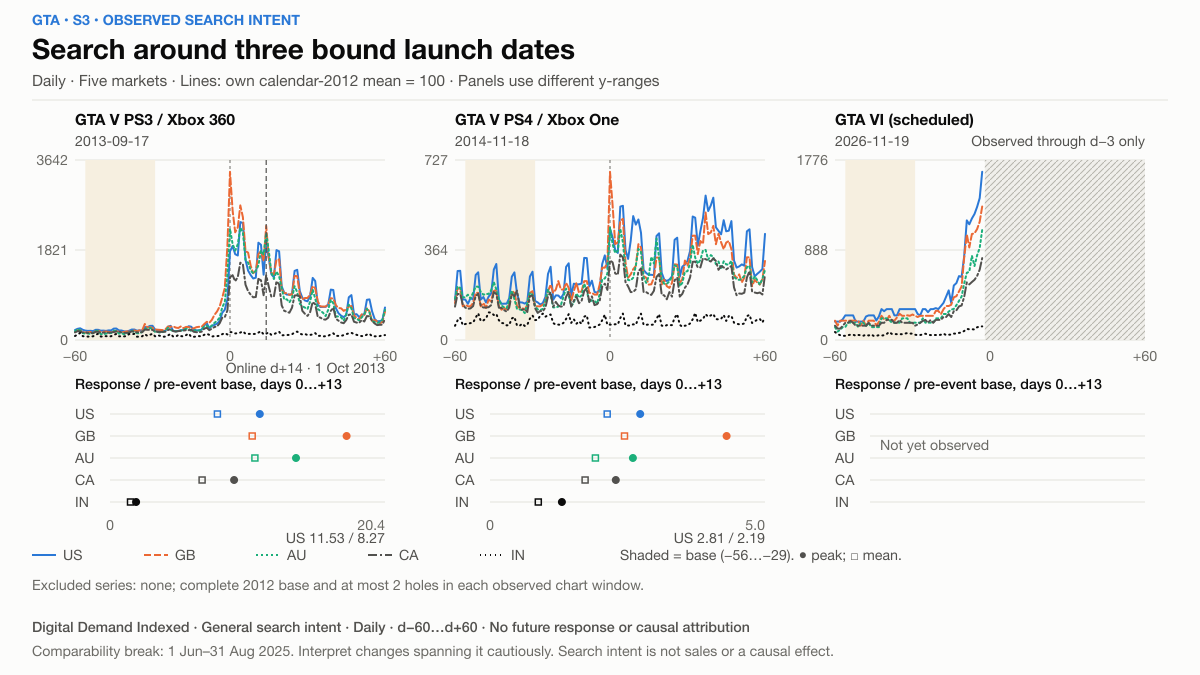 GTA · S3 · OBSERVED SEARCH INTENT
Search around three bound launch dates
Daily · Five markets · Lines: own calendar-2012 mean = 100 · Panels use different y-ranges
GTA V PS3 / Xbox 360
2013-09-17
3642
1821
0
−60
0
+60
Online d+14 · 1 Oct 2013
GTA V PS4 / Xbox One
2014-11-18
727
364
0
−60
0
+60
GTA VI (scheduled)
2026-11-19
Observed through d−3 only
1776
888
0
−60
0
+60
Response / pre-event base, days 0…+13
US
GB
AU
CA
IN
0
20.4
US 11.53 / 8.27
Response / pre-event base, days 0…+13
US
GB
AU
CA
IN
0
5.0
US 2.81 / 2.19
Response / pre-event base, days 0…+13
US
GB
Not yet observed
AU
CA
IN
US
GB
AU
CA
IN
Shaded = base (−56…−29). ● peak; □ mean.
Excluded series: none; complete 2012 base and at most 2 holes in each observed chart window.
Digital Demand Indexed · General search intent · Daily · d−60…d+60 · No future response or causal attribution
Comparability break: 1 Jun–31 Aug 2025. Interpret changes spanning it cautiously. Search intent is not sales or a causal effect.